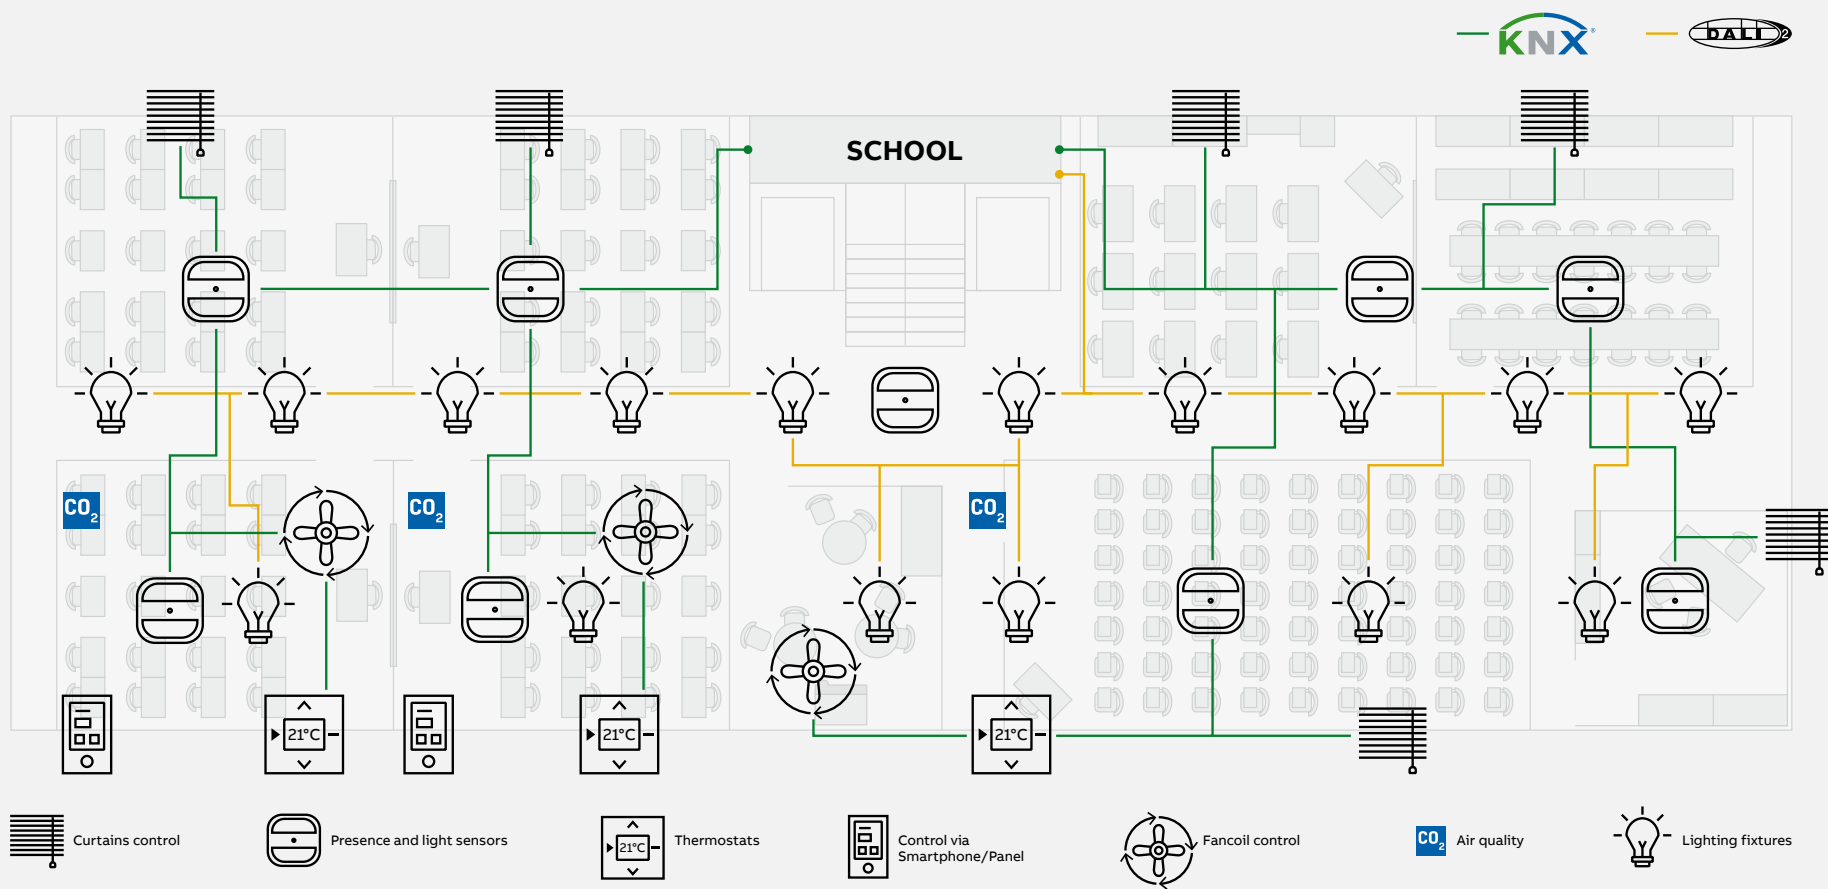 KNX®
DALI 2
SCHOOL
CO2
CO2
CO2
21°C
21°C
21°C
Curtains control
Presence and light sensors
21°C
Thermostats
Control via
Smartphone/Panel
Fancoil control
CO2
Air quality
Lighting fixtures